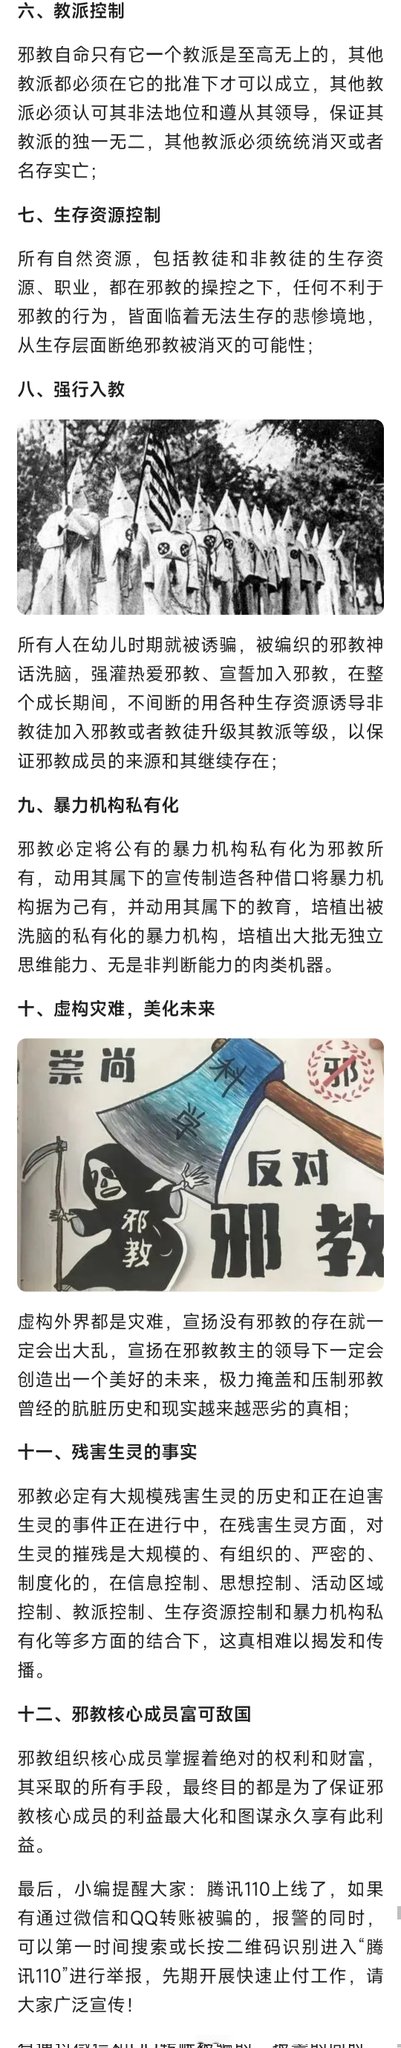 六、教派控制
邪教自命只有它一个教派是至高无上的，其他
教派都必须在它的批准下才可以成立，其他教
派必须认可其非法地位和遵从其领导，保证其
教派的独一无二，其他教派必须统统消灭或者
名存实亡；
七、生存资源控制
所有自然资源，包括教徒和非教徒的生存资
源、职业，都在邪教的操控之下，任何不利于
邪教的行为，皆面临着无法生存的悲惨境地，
从生存层面断绝邪教被消灭的可能性；
八、强行入教
所有人在幼儿时期就被诱骗，被编织的邪教神
话洗脑，强灌热爱邪教、宣誓加入邪教，在整
个成长期间，不间断的用各种生存资源诱导非
教徒加入邪教或者教徒升级其教派等级，以保
证邪教成员的来源和其继续存在；
九、暴力机构私有化
邪教必定将公有的暴力机构私有化为邪教所
有，动用其属下的宣传制造各种借口将暴力机
构据为己有，并动用其属下的教育，培植出被
洗脑的私有化的暴力机构，培植出大批无独立
思维能力、无是非判断能力的肉类机器。
十、虚构灾难，美化未来
崇尚
科
学
邪
反对
邪教
邪
教
虚构外界都是灾难，宣扬没有邪教的存在就一
定会出大乱，宣扬在邪教教主的领导下一定会
创造出一个美好的未来，极力掩盖和压制邪教
曾经的肮脏历史和现实越来越恶劣的真相；
十一、残害生灵的事实
邪教必定有大规模残害生灵的历史和正在迫害
生灵的事件正在进行中，在残害生灵方面，对
生灵的摧残是大规模的、有组织的、严密的、
制度化的，在信息控制、思想控制、活动区域
控制、教派控制、生存资源控制和暴力机构私
有化等多方面的结合下，这真相难以揭发和传
播。
十二、邪教核心成员富可敌国
邪教组织核心成员掌握着绝对的权利和财富，
其采取的所有手段，最终目的都是为了保证邪
教核心成员的利益最大化和图谋永久享有此利
益。
最后，小编提醒大家：腾讯110上线了，如果
有通过微信和QQ转账被骗的，报警的同时，
可以第一时间搜索或长按二维码识别进入“腾
讯110”进行举报，先期开展快速止付工作，请
大家广泛宣传！